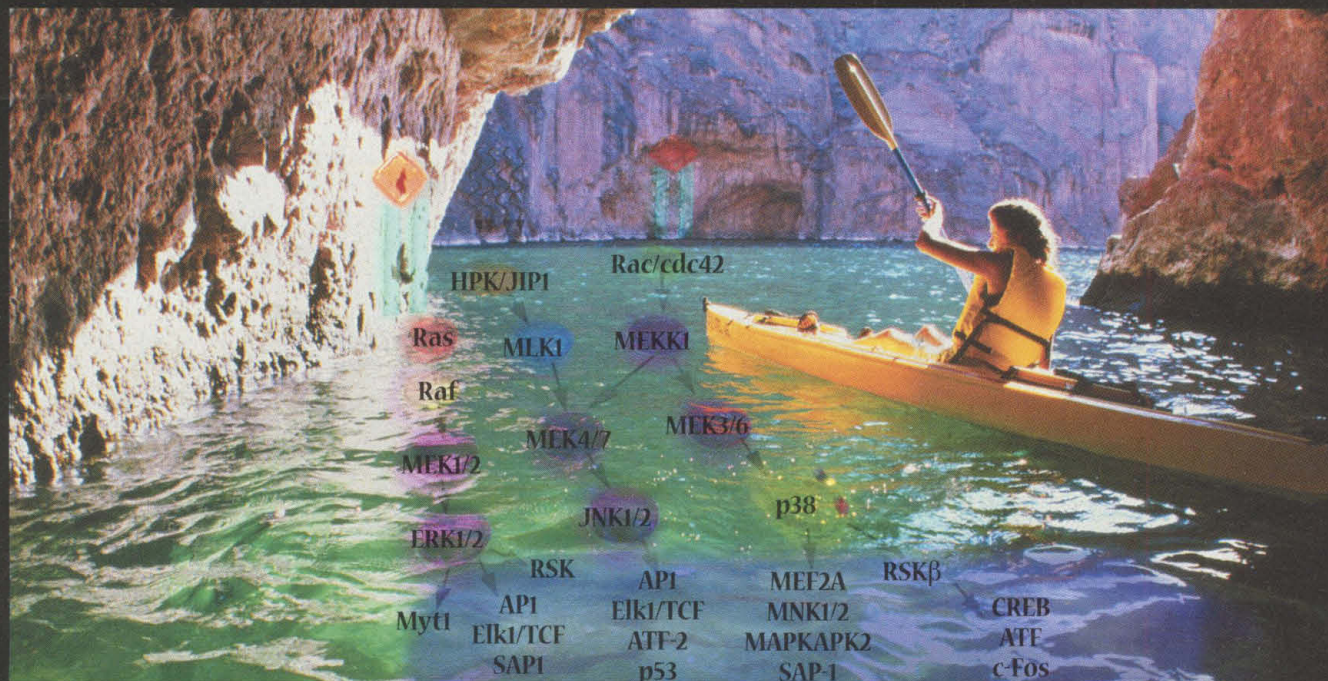 HPK/JIP1
Rac/cdc42
Ras
MLK1
MEKK1
Raf
MEK4/7
MEK3/6
MEK1/2
JNK1/2
p38
ERK1/2
RSK
RSKβ
Myt1
AP1
Elk1/TCF
SAP1
AP1
Elk1/TCF
ATF-2
p53
MEF2A
MNK1/2
MAPKAPK2
SAP-1
CREB
ATF
c-Fos